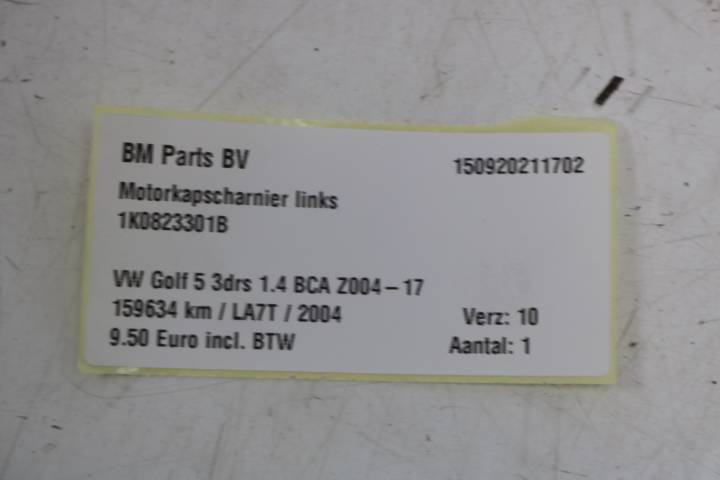 BM Parts BV 150920211702
Motorkapscharnier links
1K0823301B
VW Golf 5 3drs 1.4 BCA Z004-17
159634 km / LA7T / 2004 Verz: 10
9.50 Euro incl. BTW Aantal: 1